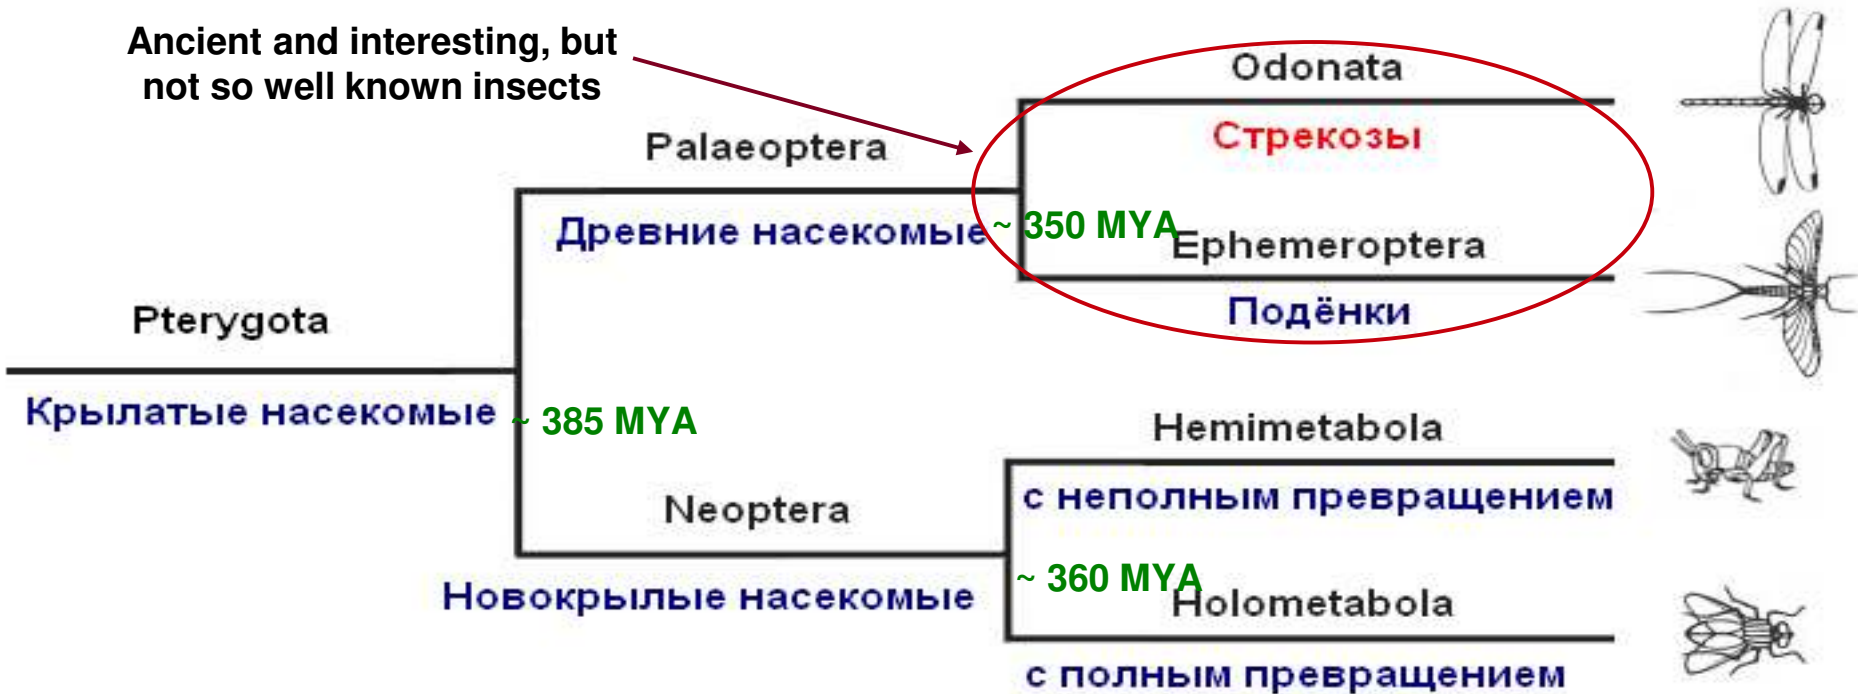 Ancient and interesting, but
not so well known insects
Odonata
Стрекозы
Palaeoptera
Древние насекомые
~ 350 MYA
Ephemeroptera
Подёнки
Pterygota
Крылатые насекомые
~ 385 MYA
Hemimetabola
с неполным превращением
Neoptera
Новокрылые насекомые
~ 360 MYA
Holometabola
с полным превращением